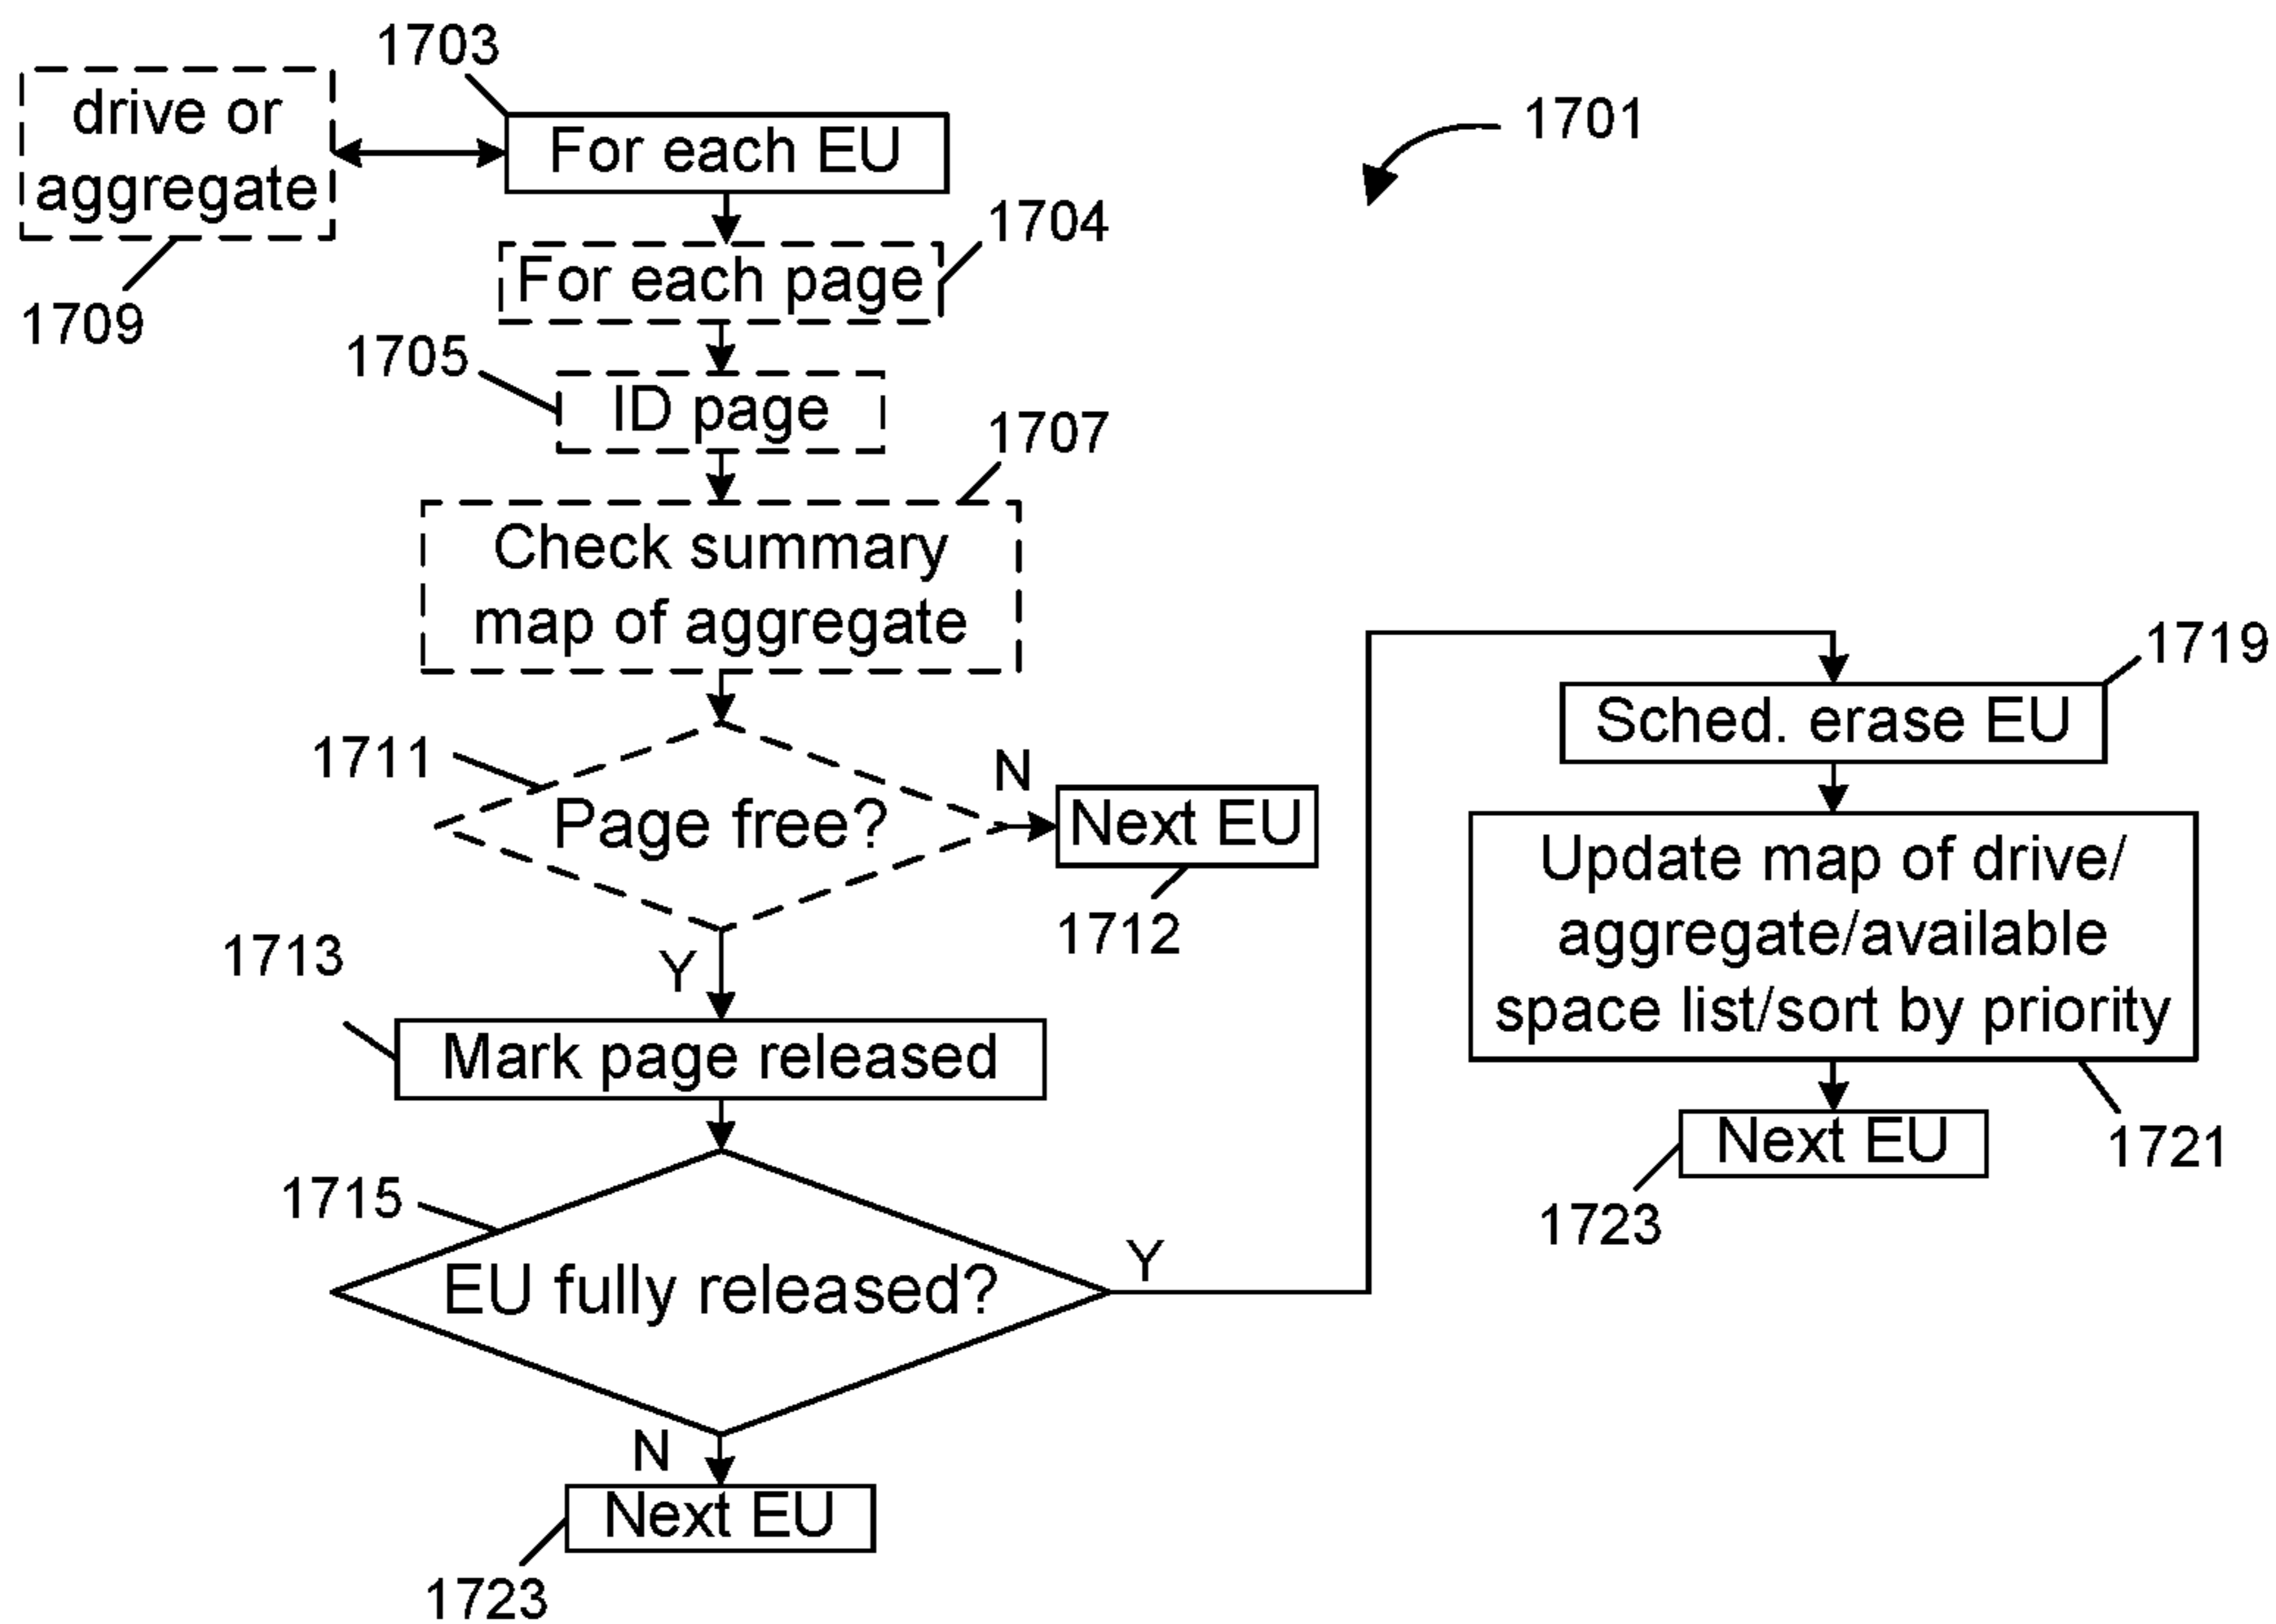 1703
drive or
aggregate
For each EU
1701
1709
1704
For each page
1705
ID page
1707
Check summary
map of aggregate
1711
Page free?
N
Next EU
1712
Y
1713
Mark page released
1715
EU fully released?
Y
N
Next EU
1723
1719
Sched. erase EU
Update map of drive/
aggregate/available
space list/sort by priority
1721
Next EU
1723